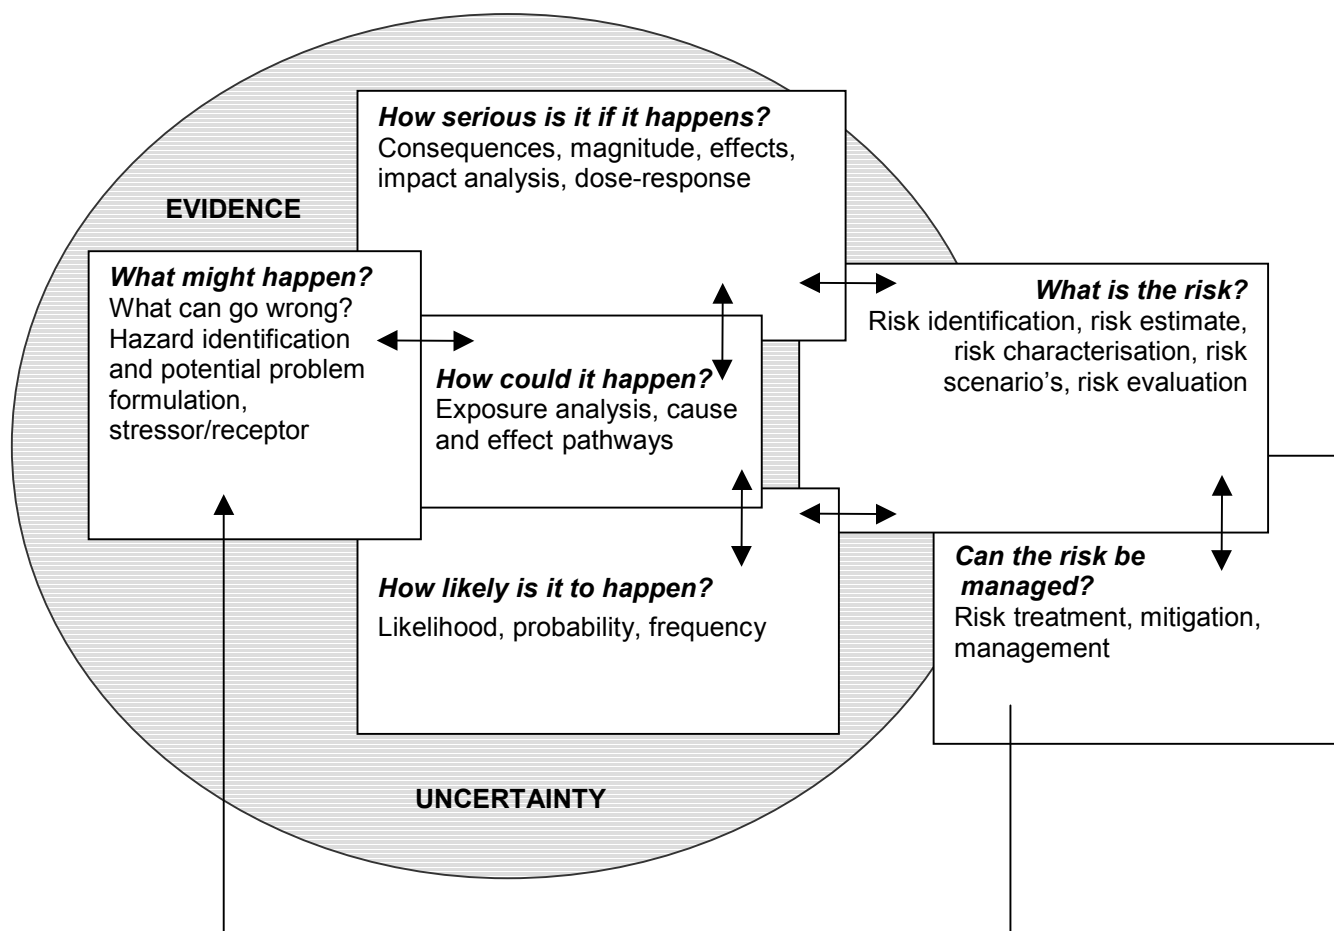 How serious is it if it happens?
Consequences, magnitude, effects,
impact analysis, dose-response
EVIDENCE
What might happen?
What can go wrong?
Hazard identification
and potential problem
formulation,
stressor/receptor
How could it happen?
Exposure analysis, cause
and effect pathways
What is the risk?
Risk identification, risk estimate,
risk characterisation, risk
scenario’s, risk evaluation
How likely is it to happen?
Likelihood, probability, frequency
Can the risk be
managed?
Risk treatment, mitigation,
management
UNCERTAINTY